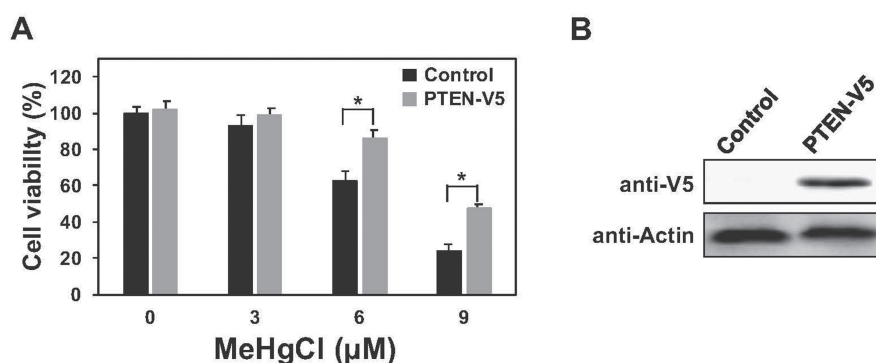 A
Cell viability (%)
120
100
80
60
40
20
0
Control
PTEN-V5
*
*
0 3 6 9
MeHgCl (µM)
B
Control PTEN-V5
anti-V5
anti-Actin